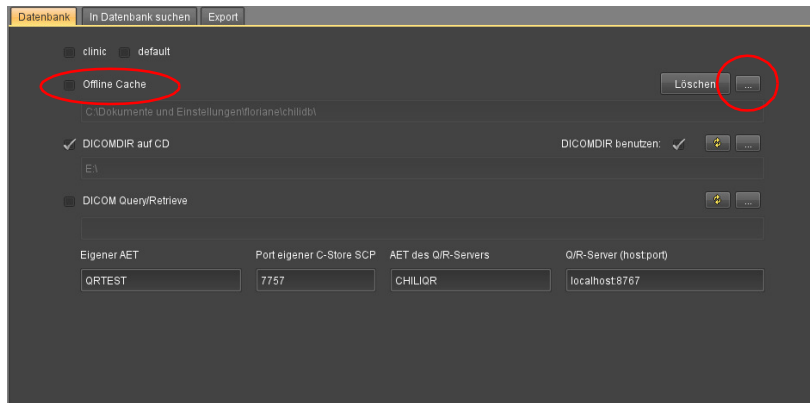 Datenbank In Datenbank suchen Export
clinic default
Offline Cache Löschen ...
C:\Dokumente und Einstellungen\floriane\chilidb\
DICOMDIR auf CD DICOMDIR benutzen: ...
E:\
DICOM Query/Retrieve ...
Eigener AET Port eigener C-Store SCP AET des Q/R-Servers Q/R-Server (host:port)
QRTEST 7757 CHILIQR localhost:8767